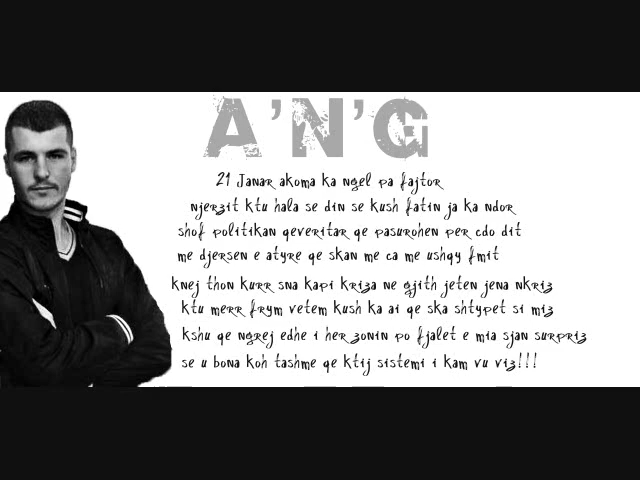 A'N'G
21 Janar akoma ka ngel pa fajtor
njerzit ktu hala se din se kush fatin ja ka ndor
shof politikan qeveritar qe pasurohen per cdo dit
me djersen e atyre qe skan me ca me ushqy fmit
knej thon kurr sna kapi kriza ne gjith jeten jena nkriz
ktu merr frym vetem kush ka ai qe ska shtypet si miz
kshu qe ngrej edhe i her zonin po fjalet e mia sjan surpriz
se u bona koh tashme qe ktij sistemi i kam vu viz!!!